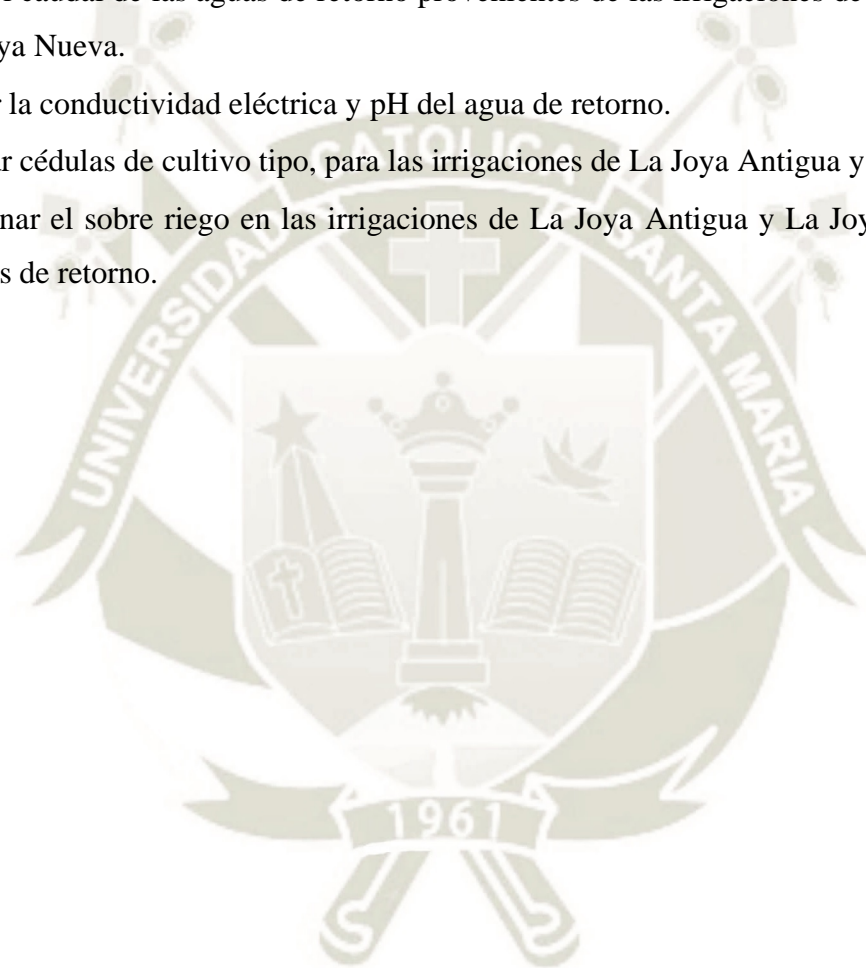 caudal de las aguas de retorno provenientes de las irrigaciones de
ya Nueva.
la conductividad eléctrica y pH del agua de retorno.
ar cédulas de cultivo tipo, para las irrigaciones de La Joya Antigua y
nar el sobre riego en las irrigaciones de La Joya Antigua y La Joy
s de retorno.
UNIVERSIDAD CATOLICA SANTA MARIA
1961